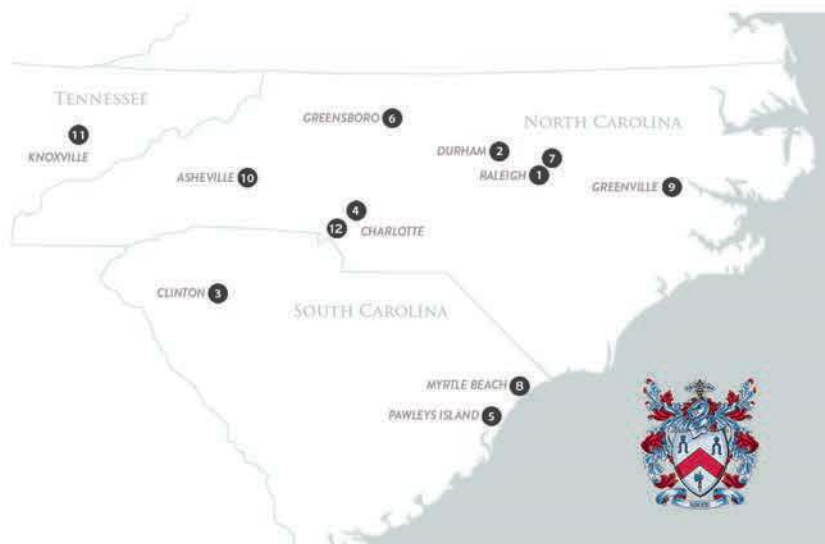 TENNESSEE
GREENSBORO 6
NORTH CAROLINA
11
KNOXVILLE
DURHAM 2
7
RALEIGH 1
ASHEVILLE 10
GREENVILLE 9
4
12 CHARLOTTE
CLINTON 3
SOUTH CAROLINA
MYRTLE BEACH 8
PAWLEYS ISLAND 5